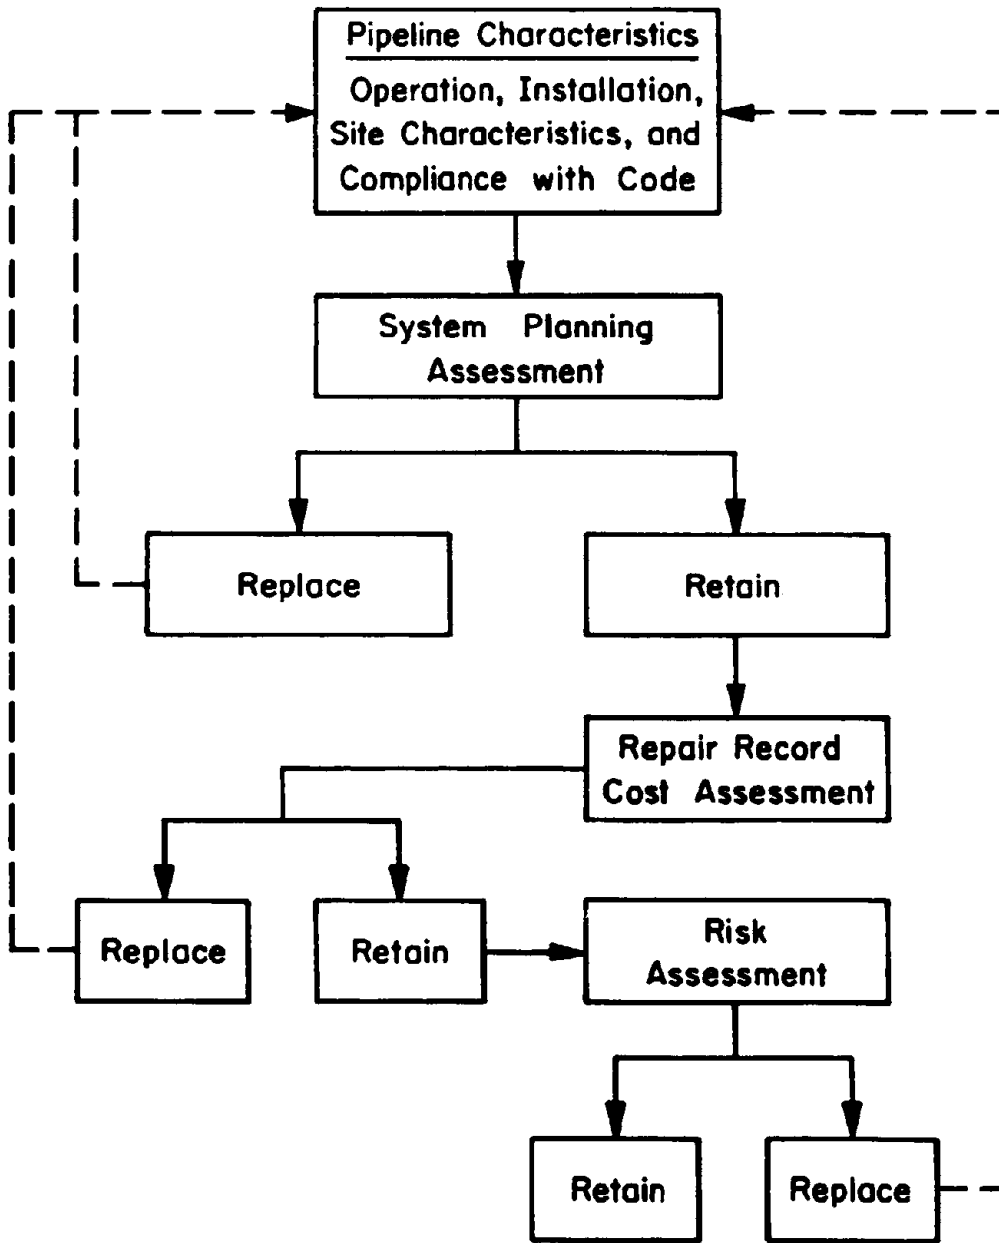 Pipeline Characteristics
Operation, Installation,
Site Characteristics, and
Compliance with Code
System Planning
Assessment
Replace
Retain
Repair Record
Cost Assessment
Replace
Retain
Risk
Assessment
Retain
Replace